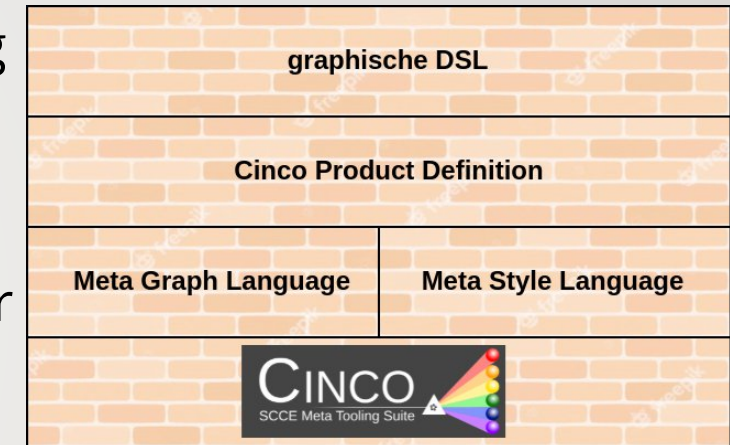 g
graphische DSL
Cinco Product Definition
Meta Graph Language Meta Style Language
r
CINCO
SCCE Meta Tooling Suite